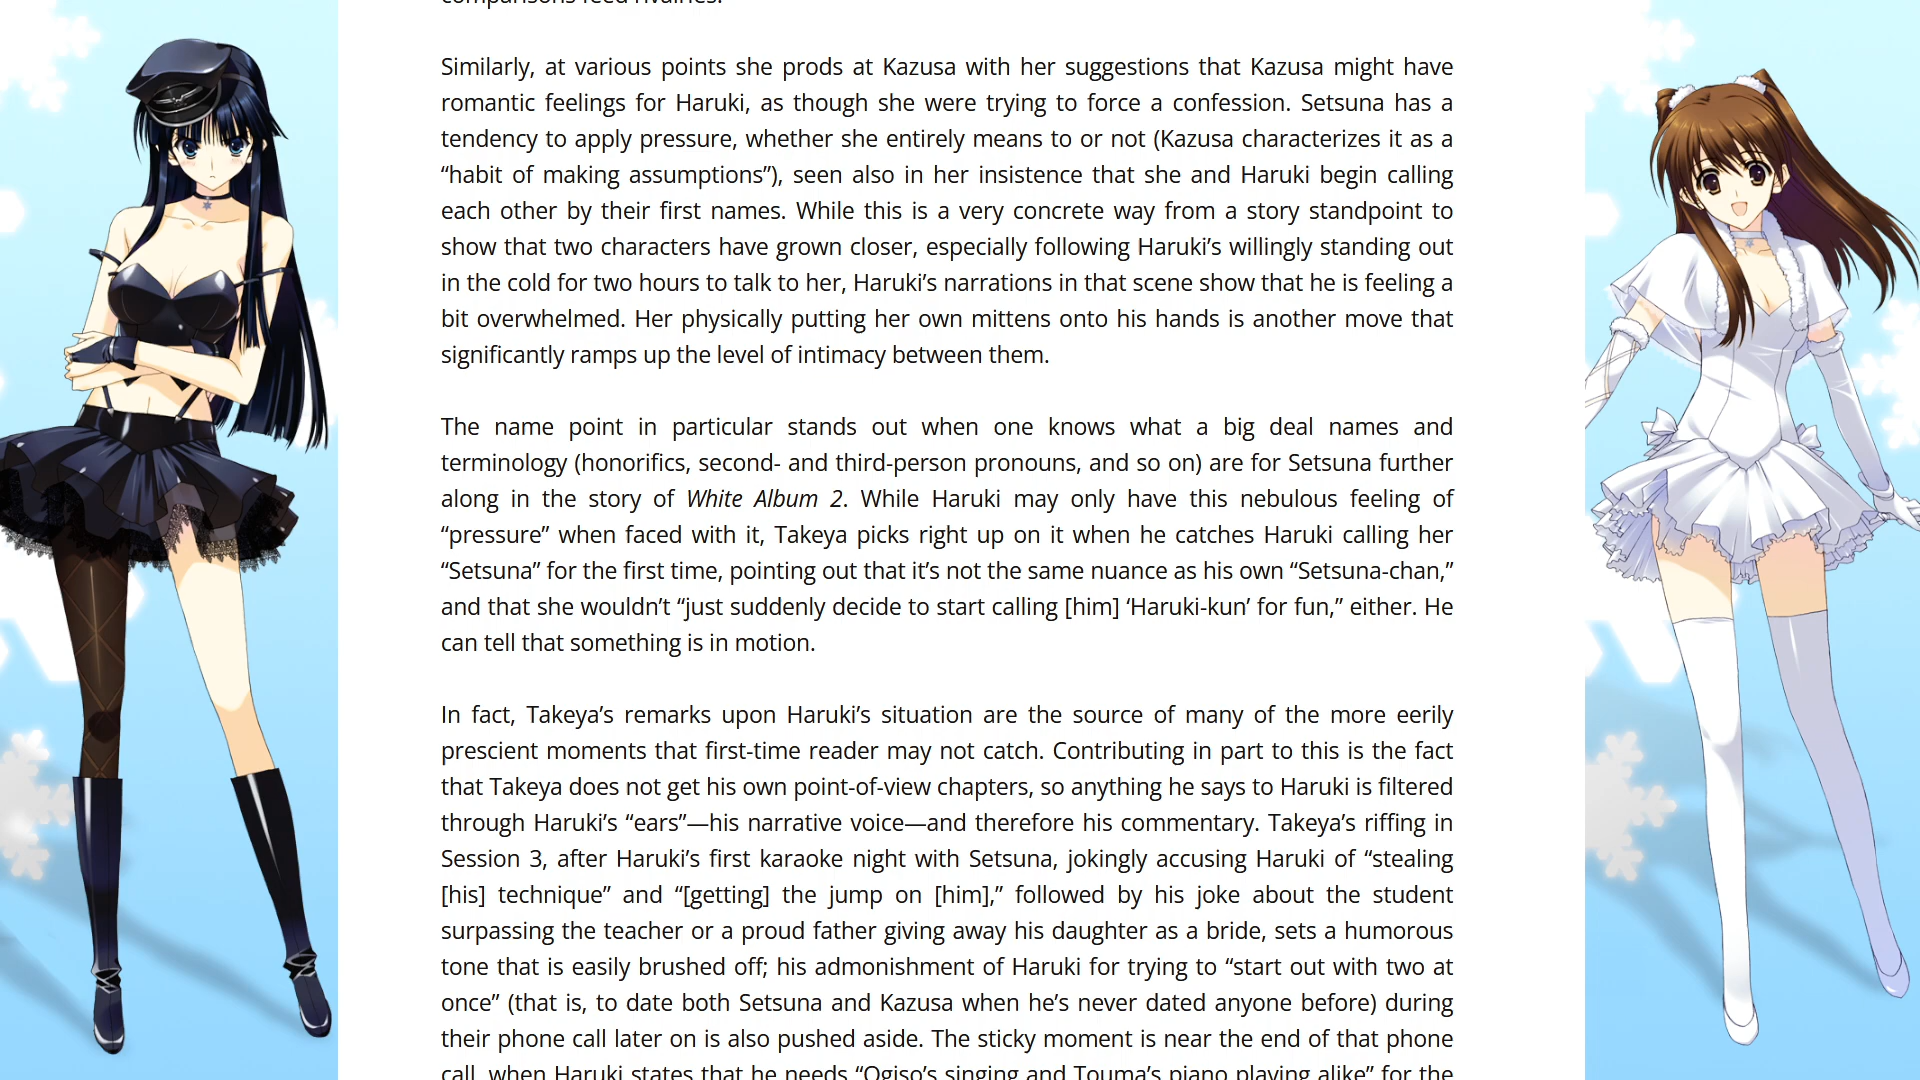 comparisons feed rivalries.
Similarly, at various points she prods at Kazusa with her suggestions that Kazusa might have
romantic feelings for Haruki, as though she were trying to force a confession. Setsuna has a
tendency to apply pressure, whether she entirely means to or not (Kazusa characterizes it as a
“habit of making assumptions”), seen also in her insistence that she and Haruki begin calling
each other by their first names. While this is a very concrete way from a story standpoint to
show that two characters have grown closer, especially following Haruki’s willingly standing out
in the cold for two hours to talk to her, Haruki’s narrations in that scene show that he is feeling a
bit overwhelmed. Her physically putting her own mittens onto his hands is another move that
significantly ramps up the level of intimacy between them.
The name point in particular stands out when one knows what a big deal names and
terminology (honorifics, second- and third-person pronouns, and so on) are for Setsuna further
along in the story of White Album 2. While Haruki may only have this nebulous feeling of
“pressure” when faced with it, Takeya picks right up on it when he catches Haruki calling her
“Setsuna” for the first time, pointing out that it’s not the same nuance as his own “Setsuna-chan,”
and that she wouldn’t “just suddenly decide to start calling [him] ‘Haruki-kun’ for fun,” either. He
can tell that something is in motion.
In fact, Takeya’s remarks upon Haruki’s situation are the source of many of the more eerily
prescient moments that first-time reader may not catch. Contributing in part to this is the fact
that Takeya does not get his own point-of-view chapters, so anything he says to Haruki is filtered
through Haruki’s “ears”—his narrative voice—and therefore his commentary. Takeya’s riffing in
Session 3, after Haruki’s first karaoke night with Setsuna, jokingly accusing Haruki of “stealing
[his] technique” and “[getting] the jump on [him],” followed by his joke about the student
surpassing the teacher or a proud father giving away his daughter as a bride, sets a humorous
tone that is easily brushed off; his admonishment of Haruki for trying to “start out with two at
once” (that is, to date both Setsuna and Kazusa when he’s never dated anyone before) during
their phone call later on is also pushed aside. The sticky moment is near the end of that phone
call, when Haruki states that he needs “Ogiso’s singing and Touma’s piano playing alike” for the